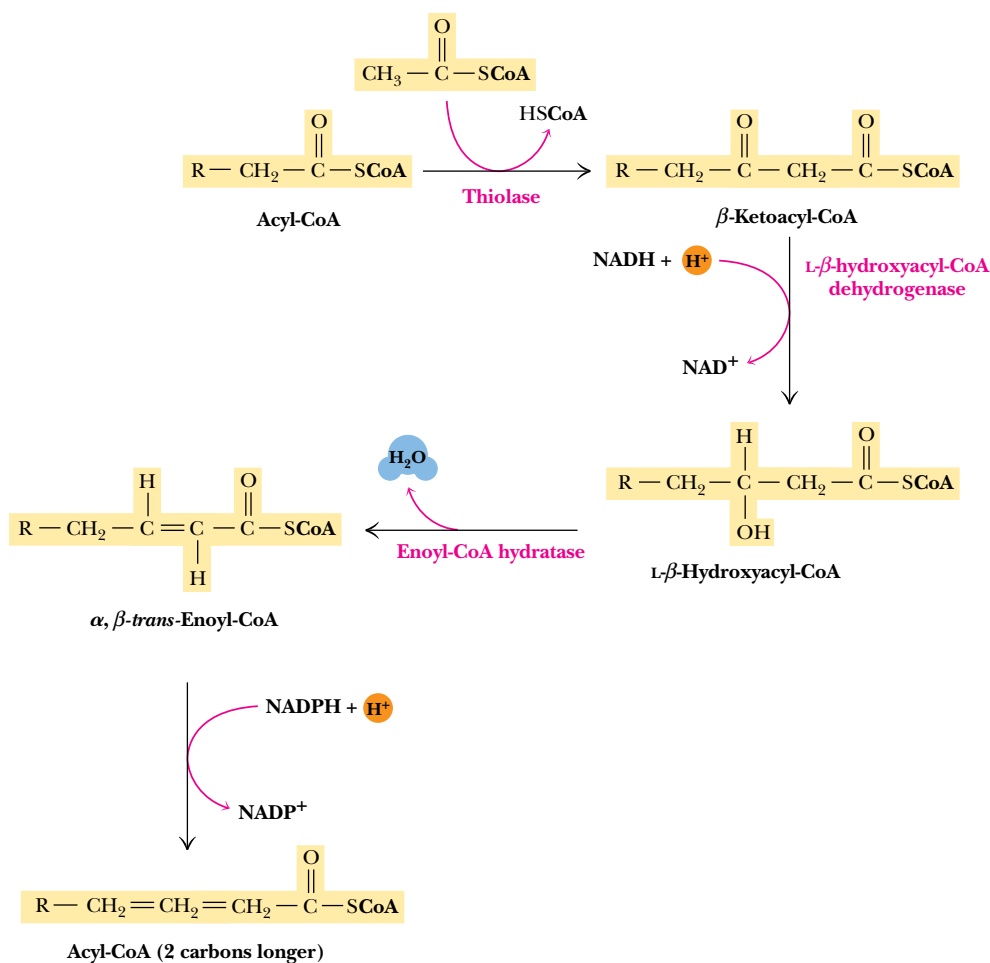 O
CH₃ — C — SCoA
HSCoA
O
R — CH₂ — C — SCoA
Thiolase
Acyl-CoA
O O
R — CH₂ — C — CH₂ — C — SCoA
β-Ketoacyl-CoA
NADH + H⁺
L-β-hydroxyacyl-CoA
dehydrogenase
NAD⁺
H O
R — CH₂ — C — CH₂ — C — SCoA
OH
L-β-Hydroxyacyl-CoA
H₂O
Enoyl-CoA hydratase
H O
R — CH₂ — C = C — C — SCoA
H
α, β-trans-Enoyl-CoA
NADPH + H⁺
NADP⁺
O
R — CH₂ = CH₂ = CH₂ — C — SCoA
Acyl-CoA (2 carbons longer)